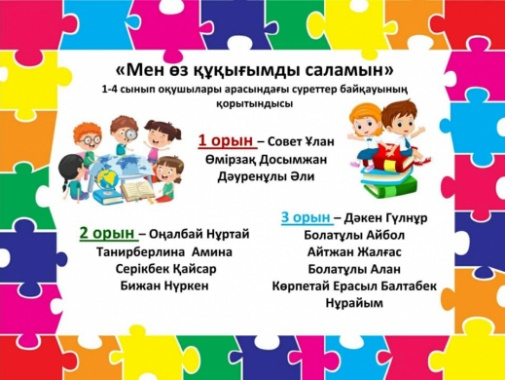 «Мен өз құқығымды саламын»
1-4 сынып оқушылары арасындағы суреттер байқауының
қорытындысы
1 орын – Совет Ұлан
Өмірзақ Досымжан
Дәуренұлы Әли
2 орын – Оңалбай Нұртай
Танирберлина Амина
Серікбек Қайсар
Бижан Нүркен
3 орын – Дәкен Гүлнұр
Болатұлы Айбол
Айтжан Жалғас
Болатұлы Алан
Көрпетай Ерасыл Балтабек
Нұрайым